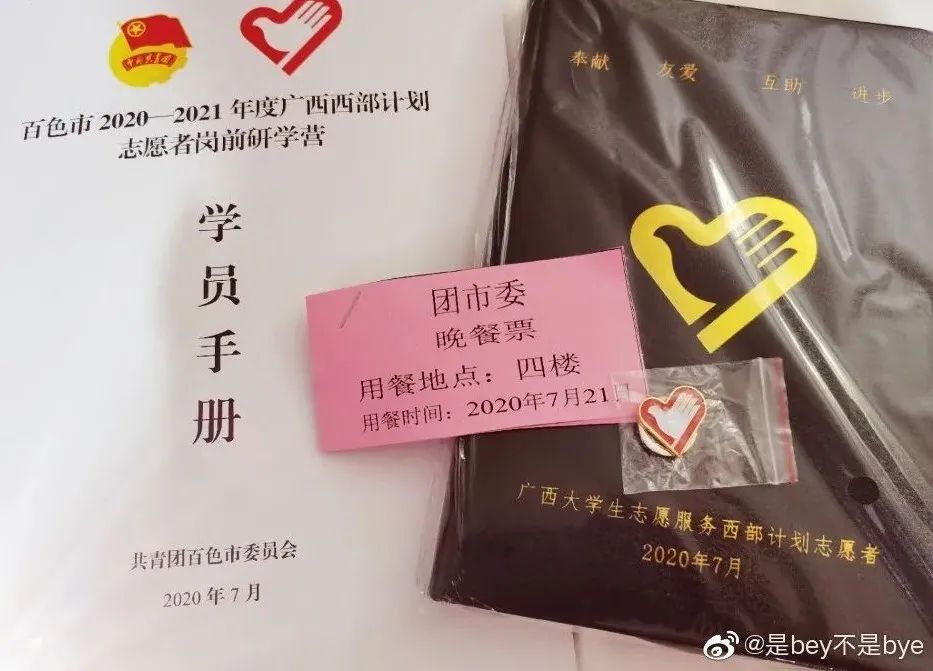 中国共青团
百色市2020—2021年度广西西部计划
志愿者岗前研学营
学
员
手
册
共青团百色市委员会
2020年7月
团市委
晚餐票
用餐地点：四楼
用餐时间：2020年7月21日
奉献 友爱 互助 进步
广西大学生志愿服务西部计划志愿者
2020年7月
@是bey不是bye